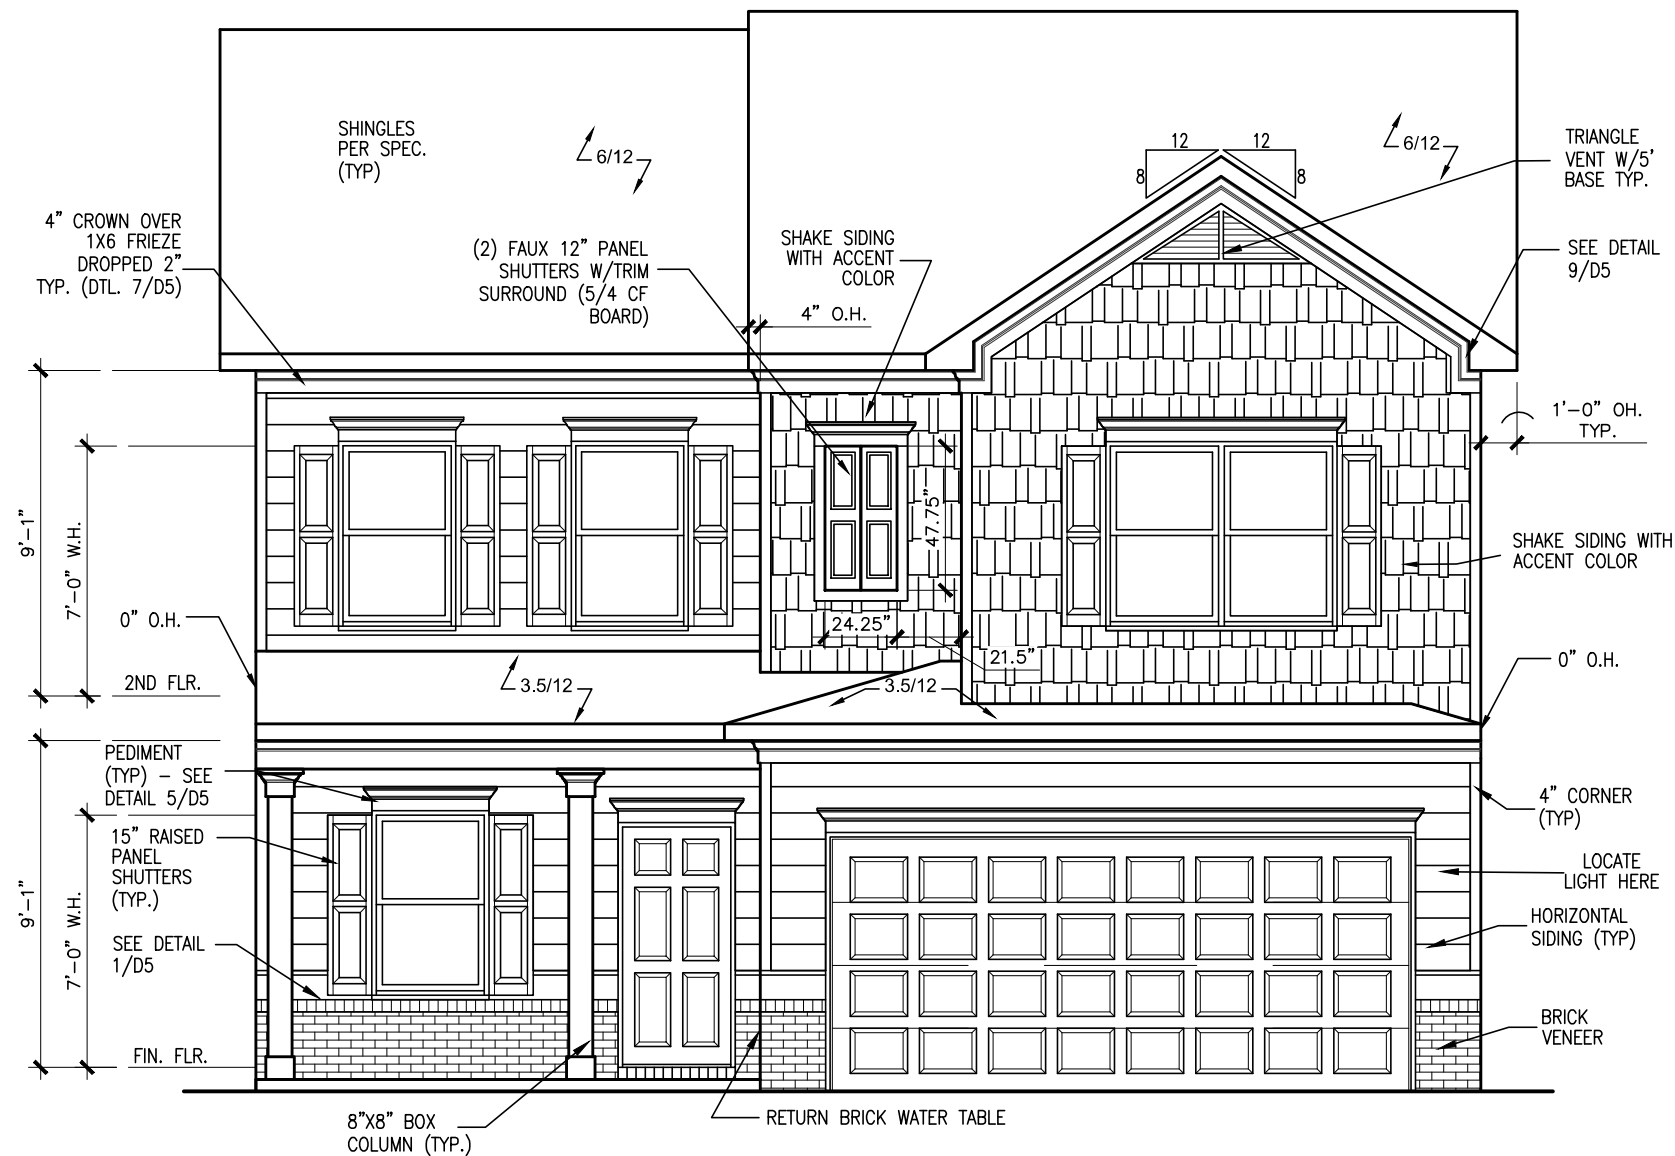 SHINGLES
PER SPEC.
(TYP)
6/12
12
12
8
8
6/12
TRIANGLE
VENT W/5'
BASE TYP.
4" CROWN OVER
1X6 FRIEZE
DROPPED 2"
TYP. (DTL. 7/D5)
(2) FAUX 12" PANEL
SHUTTERS W/TRIM
SURROUND (5/4 CF
BOARD)
SHAKE SIDING
WITH ACCENT
COLOR
4" O.H.
SEE DETAIL
9/D5
1'-0" OH.
TYP.
9'-1"
7'-0" W.H.
47.75"
24.25"
21.5"
SHAKE SIDING WITH
ACCENT COLOR
0" O.H.
2ND FLR.
3.5/12
3.5/12
0" O.H.
PEDIMENT
(TYP) - SEE
DETAIL 5/D5
15" RAISED
PANEL
SHUTTERS
(TYP.)
9'-1"
7'-0" W.H.
SEE DETAIL
1/D5
FIN. FLR.
4" CORNER
(TYP)
LOCATE
LIGHT HERE
HORIZONTAL
SIDING (TYP)
BRICK
VENEER
8"X8" BOX
COLUMN (TYP.)
RETURN BRICK WATER TABLE